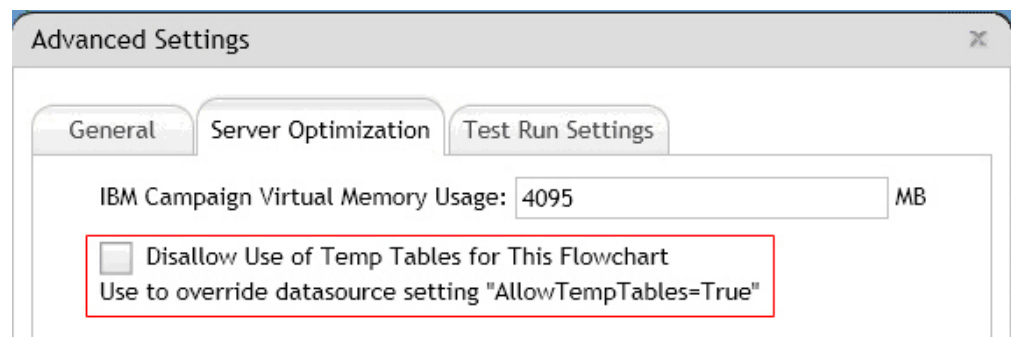 Advanced Settings
General Server Optimization Test Run Settings
IBM Campaign Virtual Memory Usage: 4095 MB
Disallow Use of Temp Tables for This Flowchart
Use to override datasource setting "AllowTempTables=True"